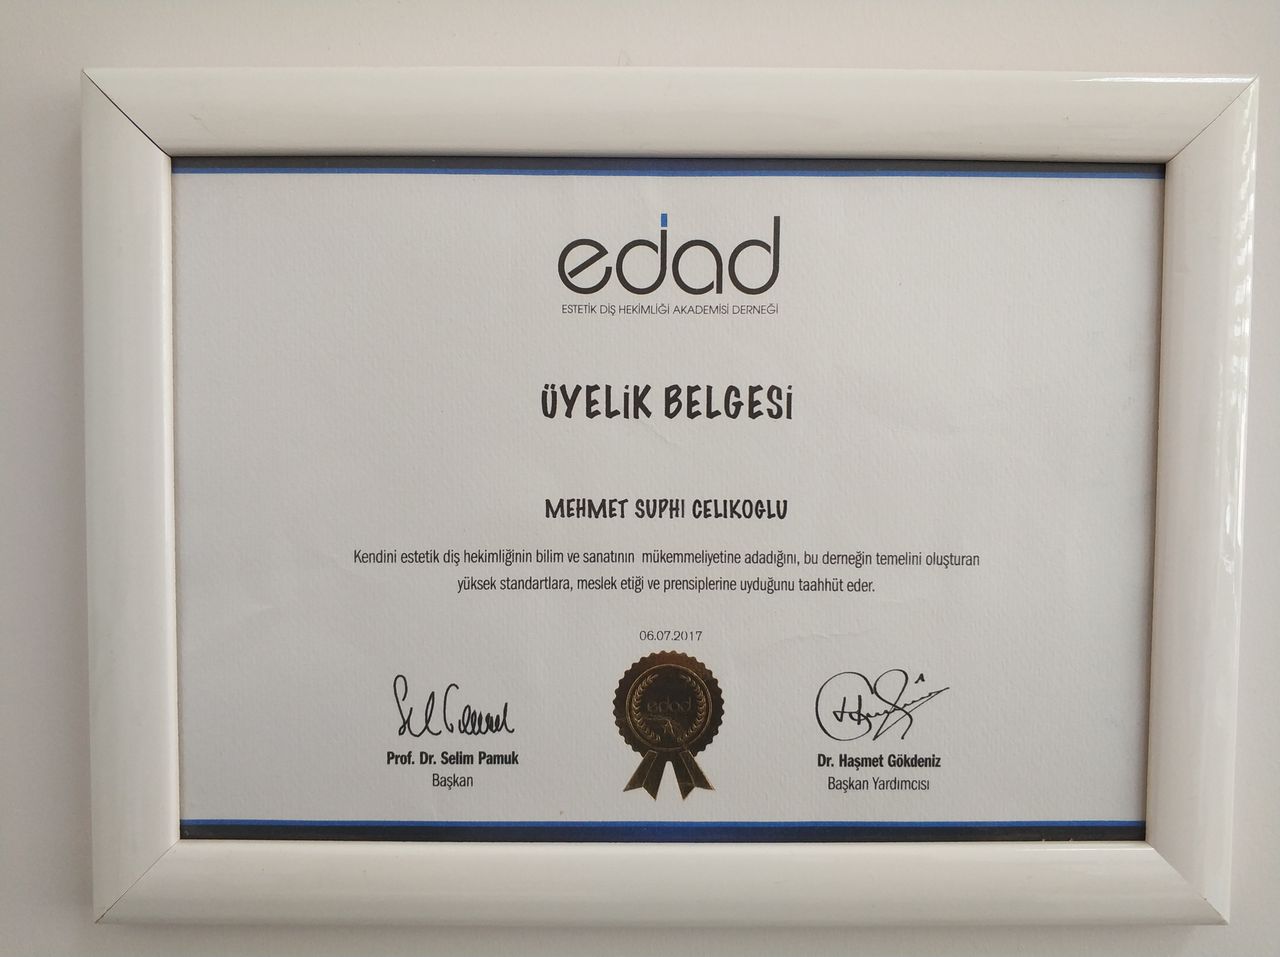 edad
ESTETİK DİŞ HEKİMLİĞİ AKADEMİSİ DERNEĞİ
ÜYELİK BELGESİ
MEHMET SUPHI CELIKOGLU
Kendini estetik diş hekimliğinin bilim ve sanatının mükemmeliyetine adadığını, bu derneğin temelini oluşturan
yüksek standartlara, meslek etiği ve prensiplerine uyduğunu taahhüt eder.
06.07.2017
edad
Prof. Dr. Selim Pamuk
Başkan
Dr. Haşmet Gökdeniz
Başkan Yardımcısı